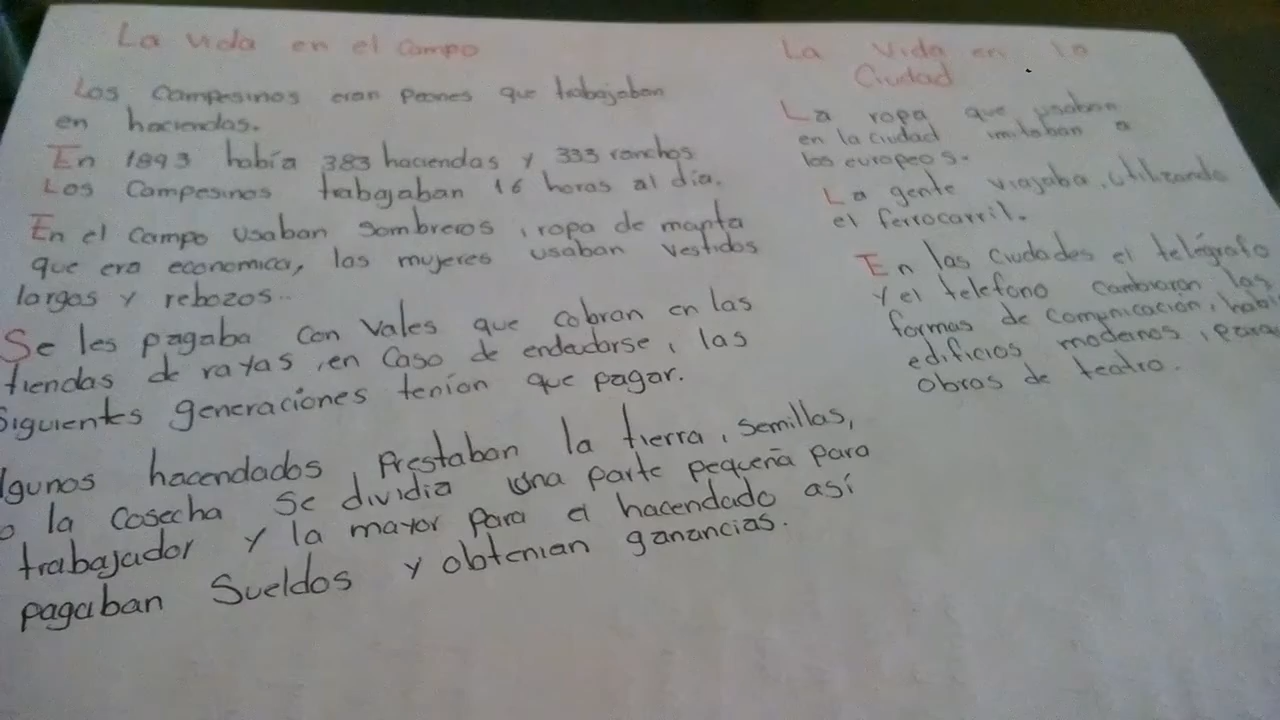 La vida en el Campo
Los Campesinos eran Peones que trabajaban
en haciendas.
En 1893 había 383 haciendas y 333 ranchos
Los Campesinos trabajaban 16 horas al día.
En el Campo usaban Sombreros, ropa de manta
que era economica, las mujeres usaban vestidos
largos y rebozos..
Se les pagaba con vales que cobran en las
tiendas de rayas, en caso de endeudarse, las
Siguientes generaciones tenían que pagar.
lgunos hacendados prestaban la tierra, semillas,
o la Cosecha se dividia una parte pequeña para
trabajador y la mayor para el hacendado así
pagaban Sueldos y obtenian ganancias.
La Vida en la
Ciudad
La ropa que usaban
en la ciudad imitaban a
los europeos.
La gente viajaba, utilizando
el ferrocarril.
En las Ciudades el telégrafo
y el telefono cambiaron las
formas de Comunicación, habi
edificios modernos, para
obras de teatro.